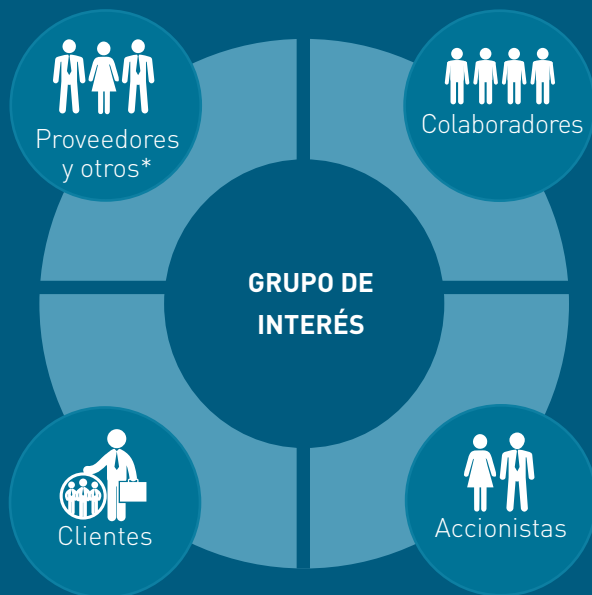 Proveedores
y otros*
Colaboradores
GRUPO DE
INTERÉS
Clientes
Accionistas